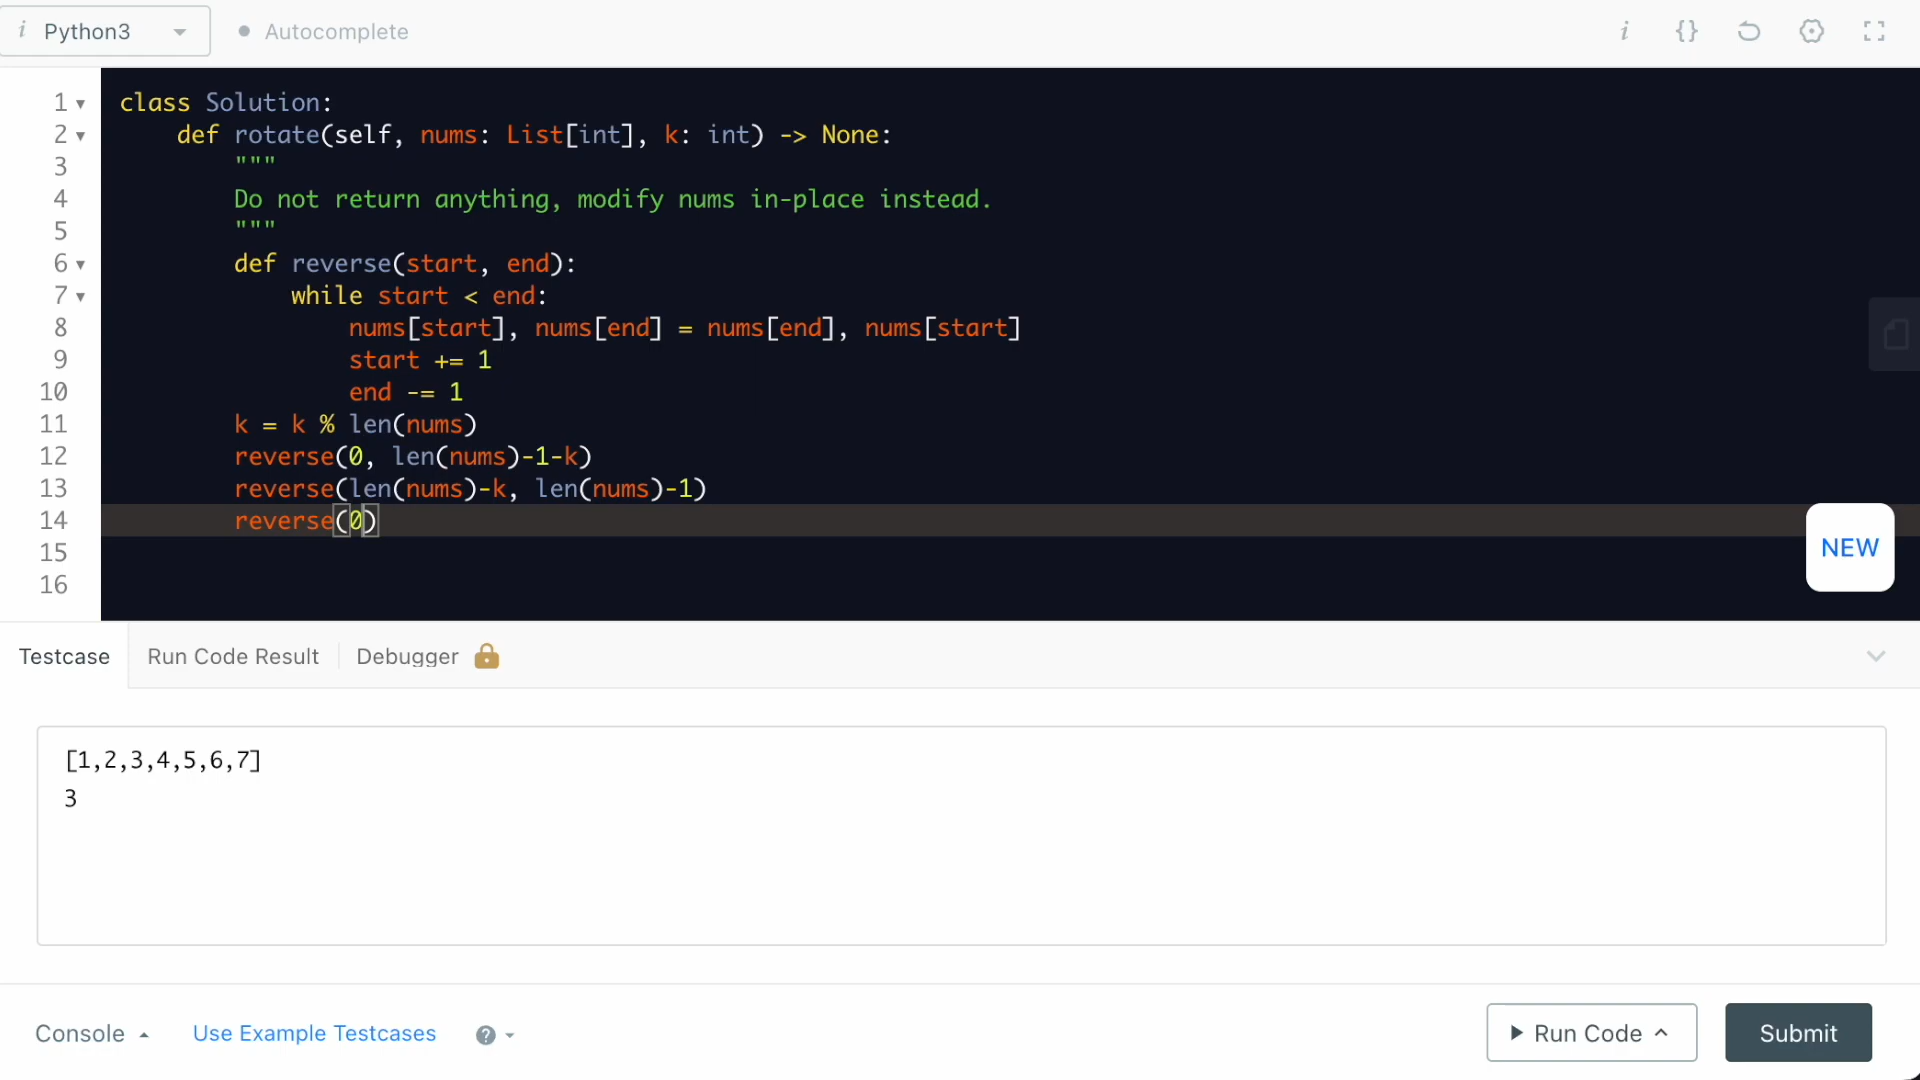 i Python3 Autocomplete i {}
1 class Solution:
2     def rotate(self, nums: List[int], k: int) -> None:
3         """
4         Do not return anything, modify nums in-place instead.
5         """
6         def reverse(start, end):
7             while start < end:
8                 nums[start], nums[end] = nums[end], nums[start]
9                 start += 1
10                 end -= 1
11         k = k % len(nums)
12         reverse(0, len(nums)-1-k)
13         reverse(len(nums)-k, len(nums)-1)
14         reverse(0)
15
16
NEW
Testcase Run Code Result Debugger
[1,2,3,4,5,6,7]
3
Console Use Example Testcases ? Run Code Submit